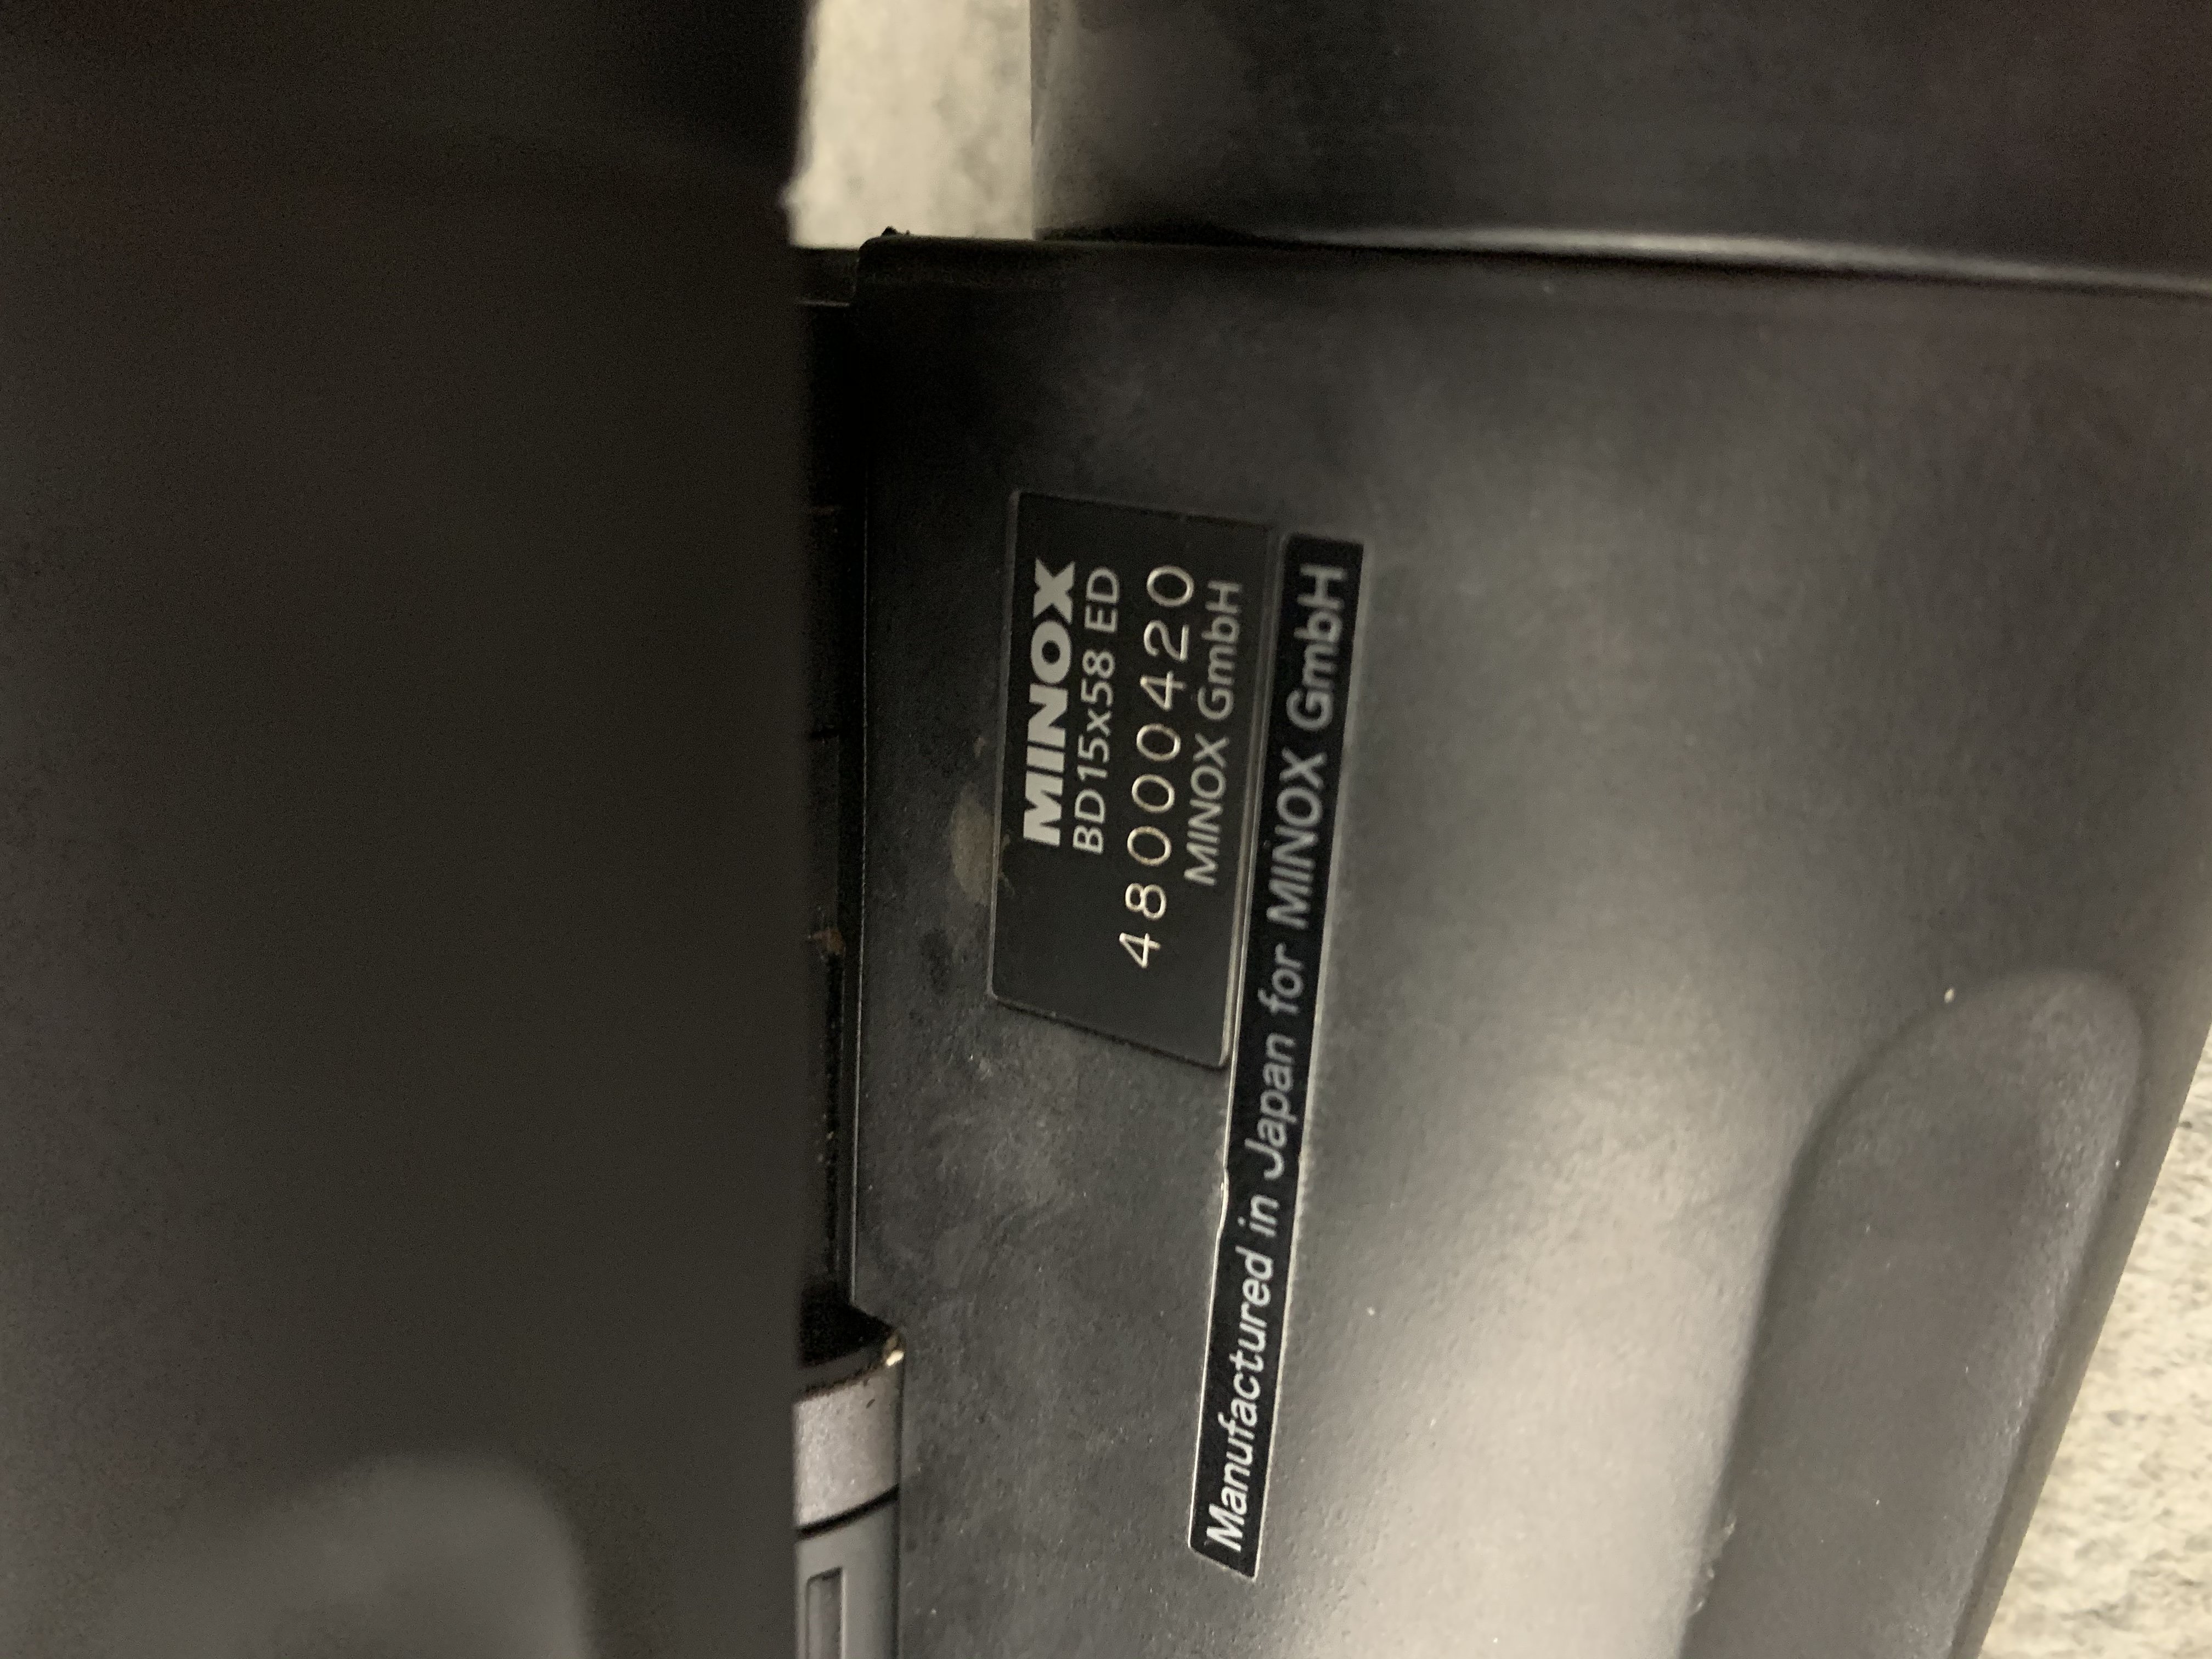 MINOX
BD15x58 ED
48000420
MINOX GmbH
Manufactured in Japan for MINOX GmbH